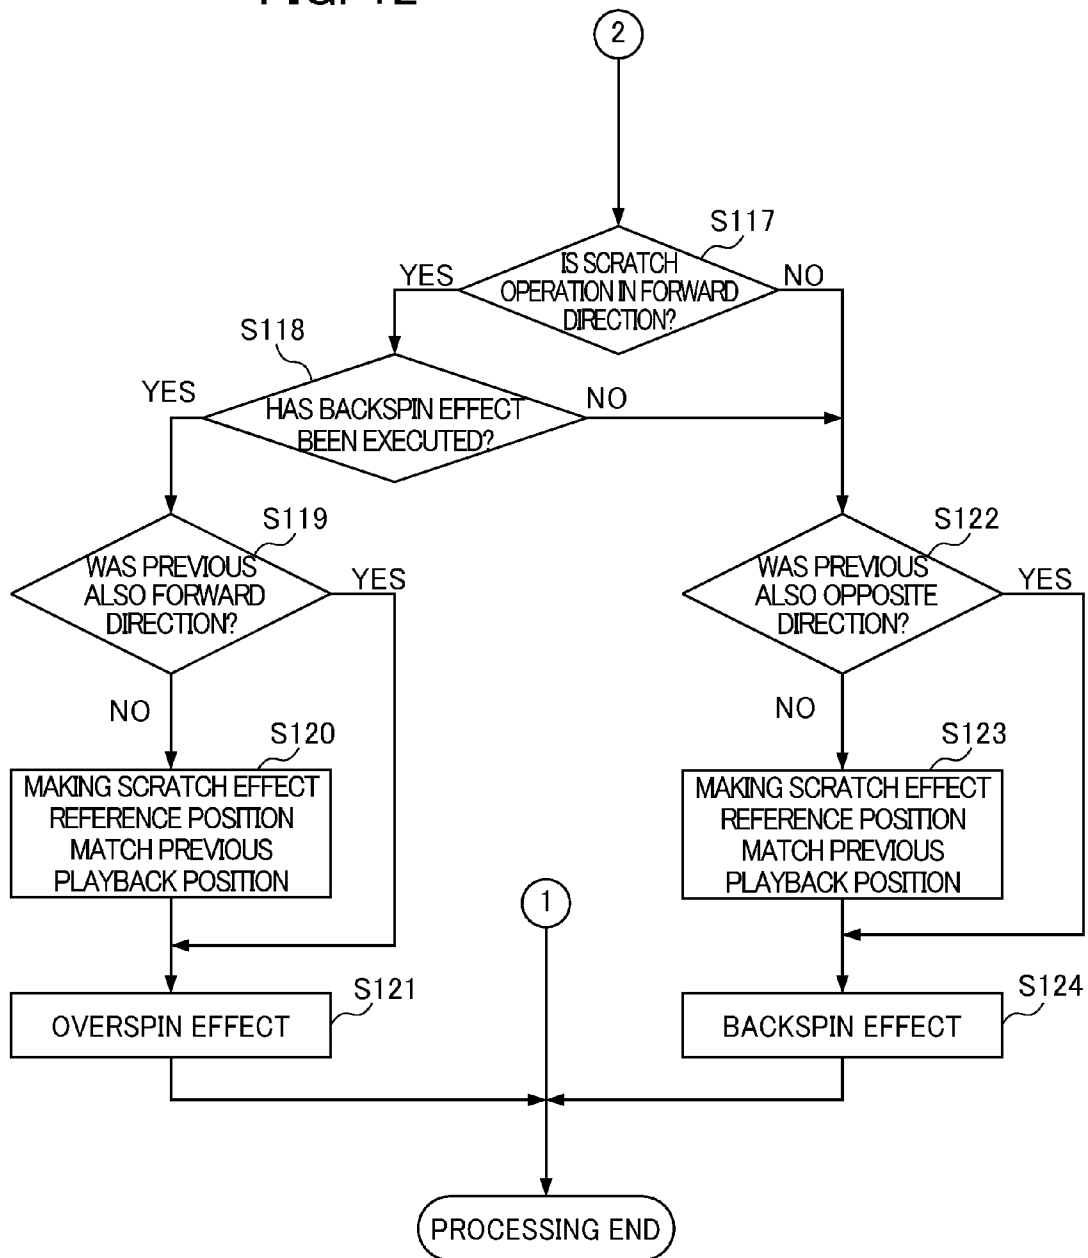 FIG. 12
2
S117
IS SCRATCH
OPERATION IN FORWARD
DIRECTION?
YES
NO
S118
HAS BACKSPIN EFFECT
BEEN EXECUTED?
YES
NO
S119
WAS PREVIOUS
ALSO FORWARD
DIRECTION?
YES
NO
S122
WAS PREVIOUS
ALSO OPPOSITE
DIRECTION?
YES
NO
S120
MAKING SCRATCH EFFECT
REFERENCE POSITION
MATCH PREVIOUS
PLAYBACK POSITION
S123
MAKING SCRATCH EFFECT
REFERENCE POSITION
MATCH PREVIOUS
PLAYBACK POSITION
1
S121
OVERSPIN EFFECT
S124
BACKSPIN EFFECT
PROCESSING END